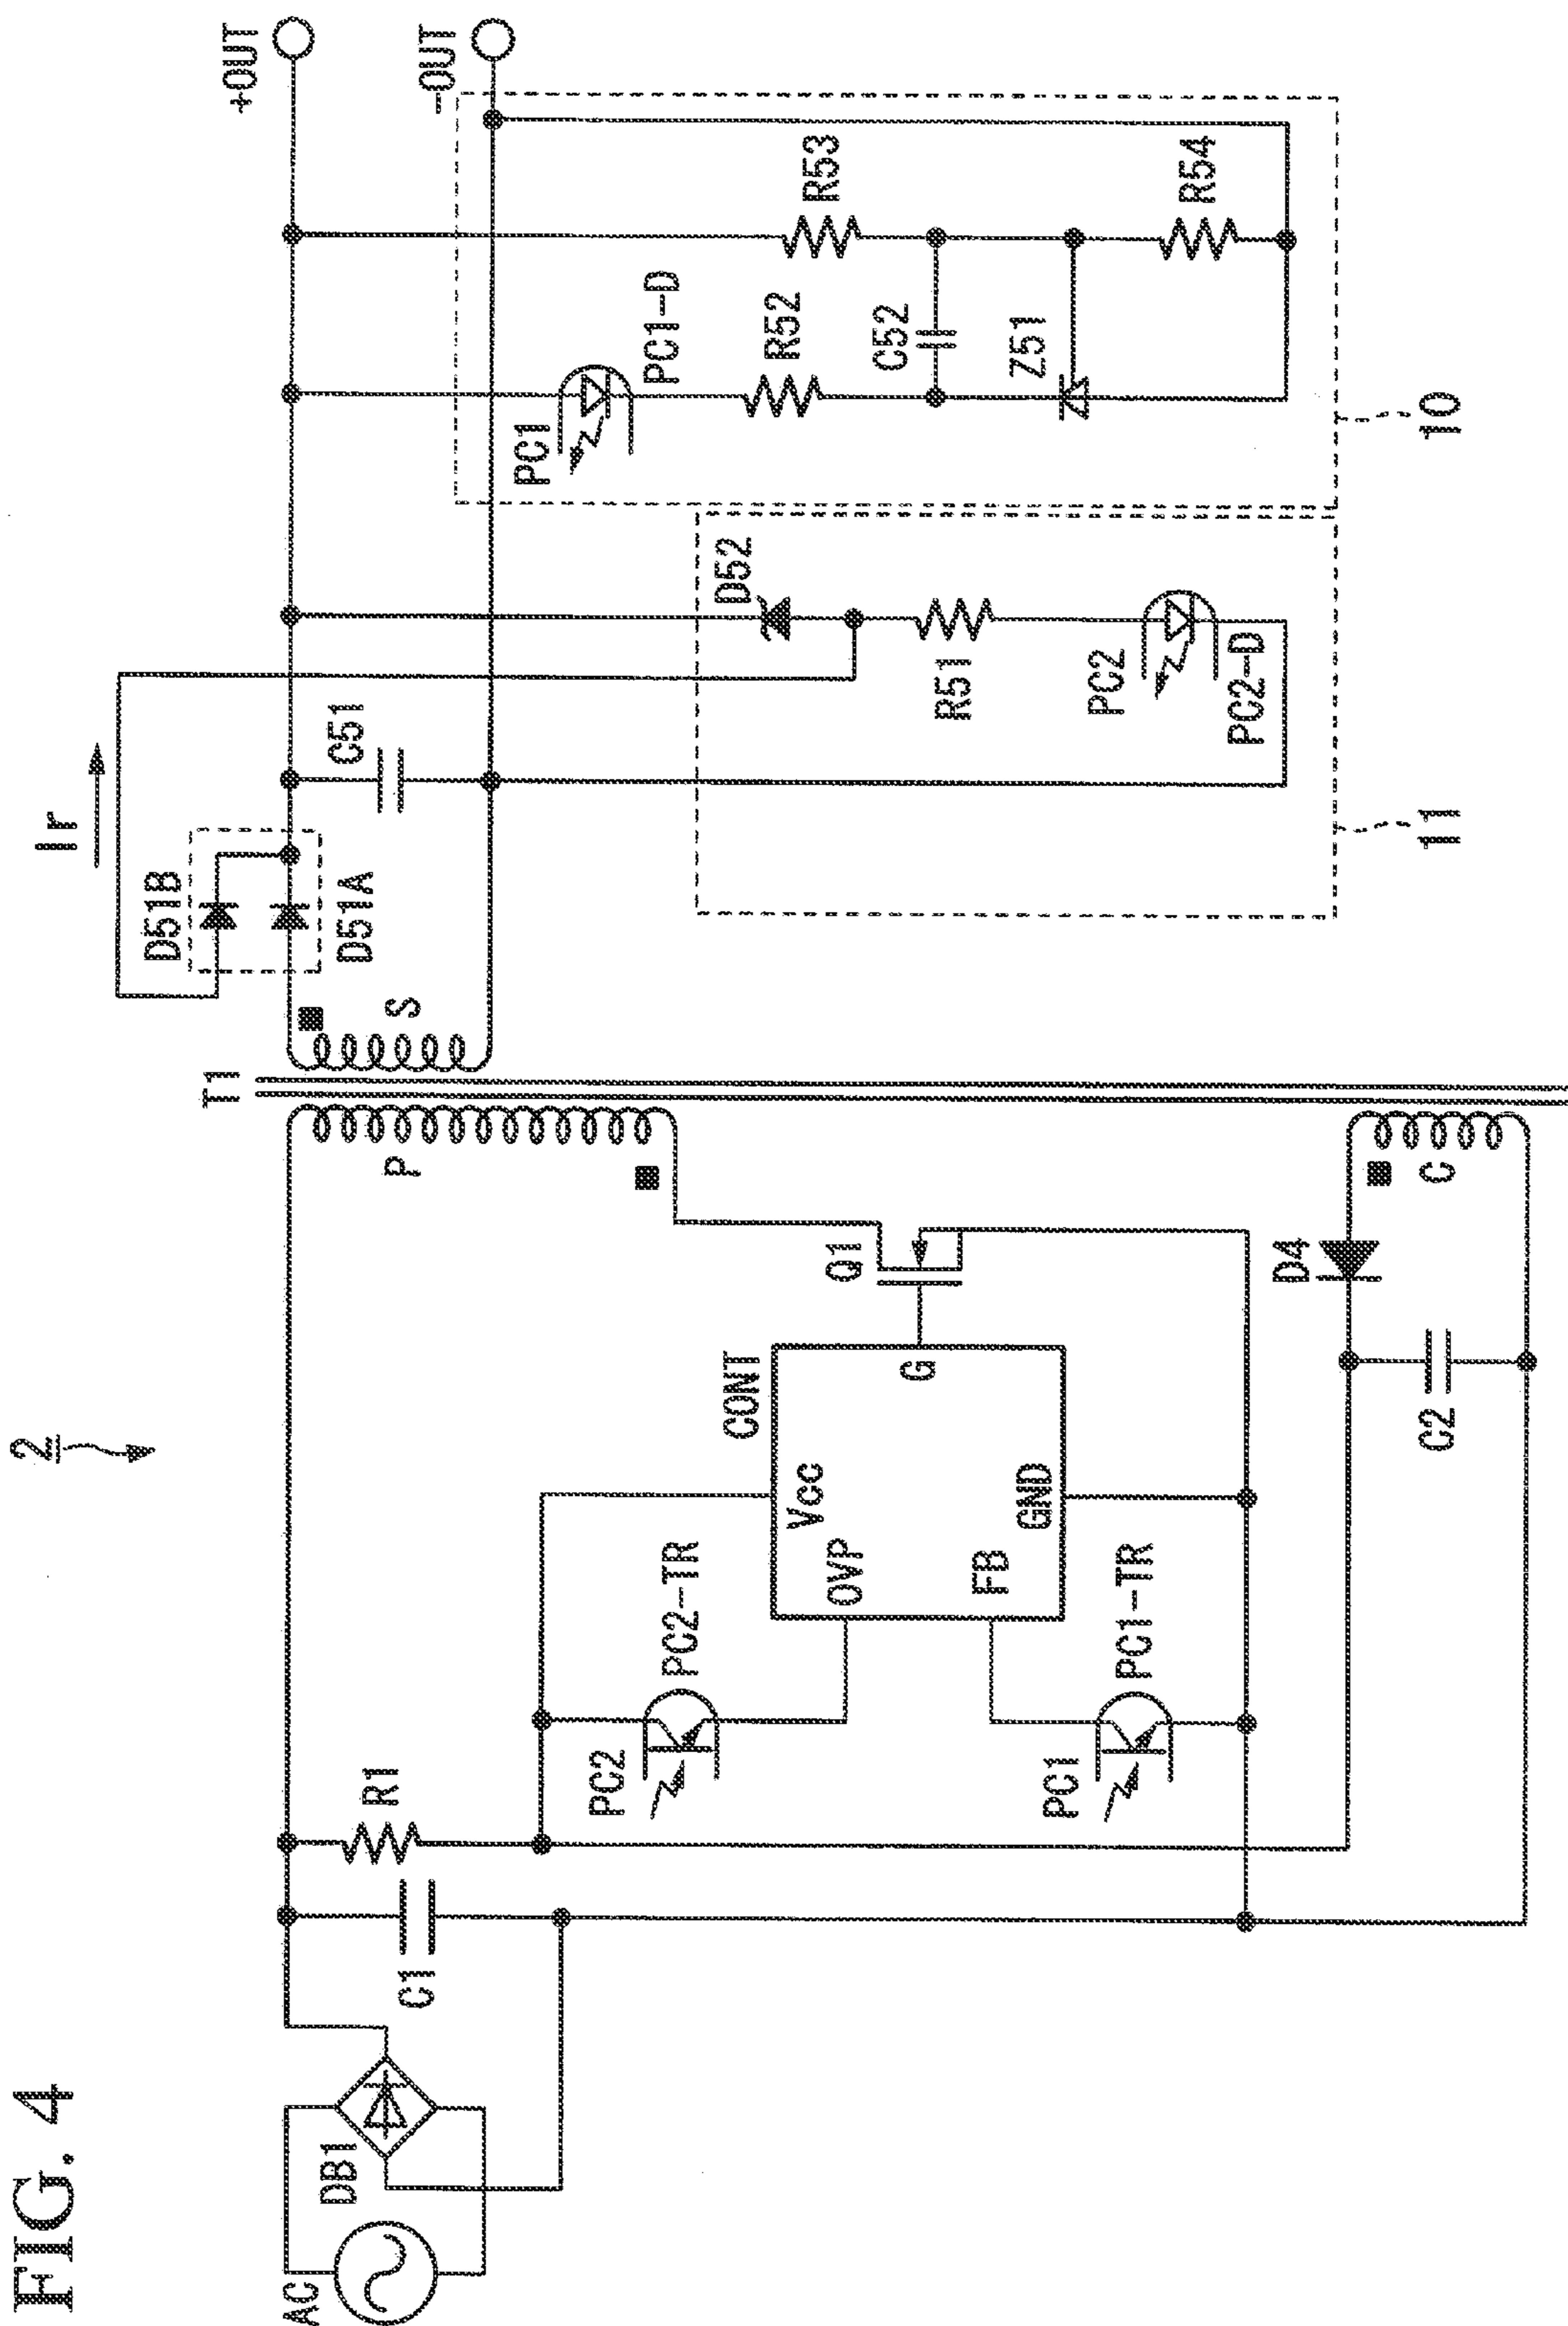 FIG. 4
2
AC
DB1
C1
R1
PC2
PC2-TR
PC1
PC1-TR
CONT
Vcc
OVP
FB
GND
G
Q1
D4
C2
P
C
T1
S
D51B
D51A
Ir
C51
D52
R51
PC2
PC2-D
11
PC1
PC1-D
R52
C52
Z51
R53
R54
10
+OUT
-OUT